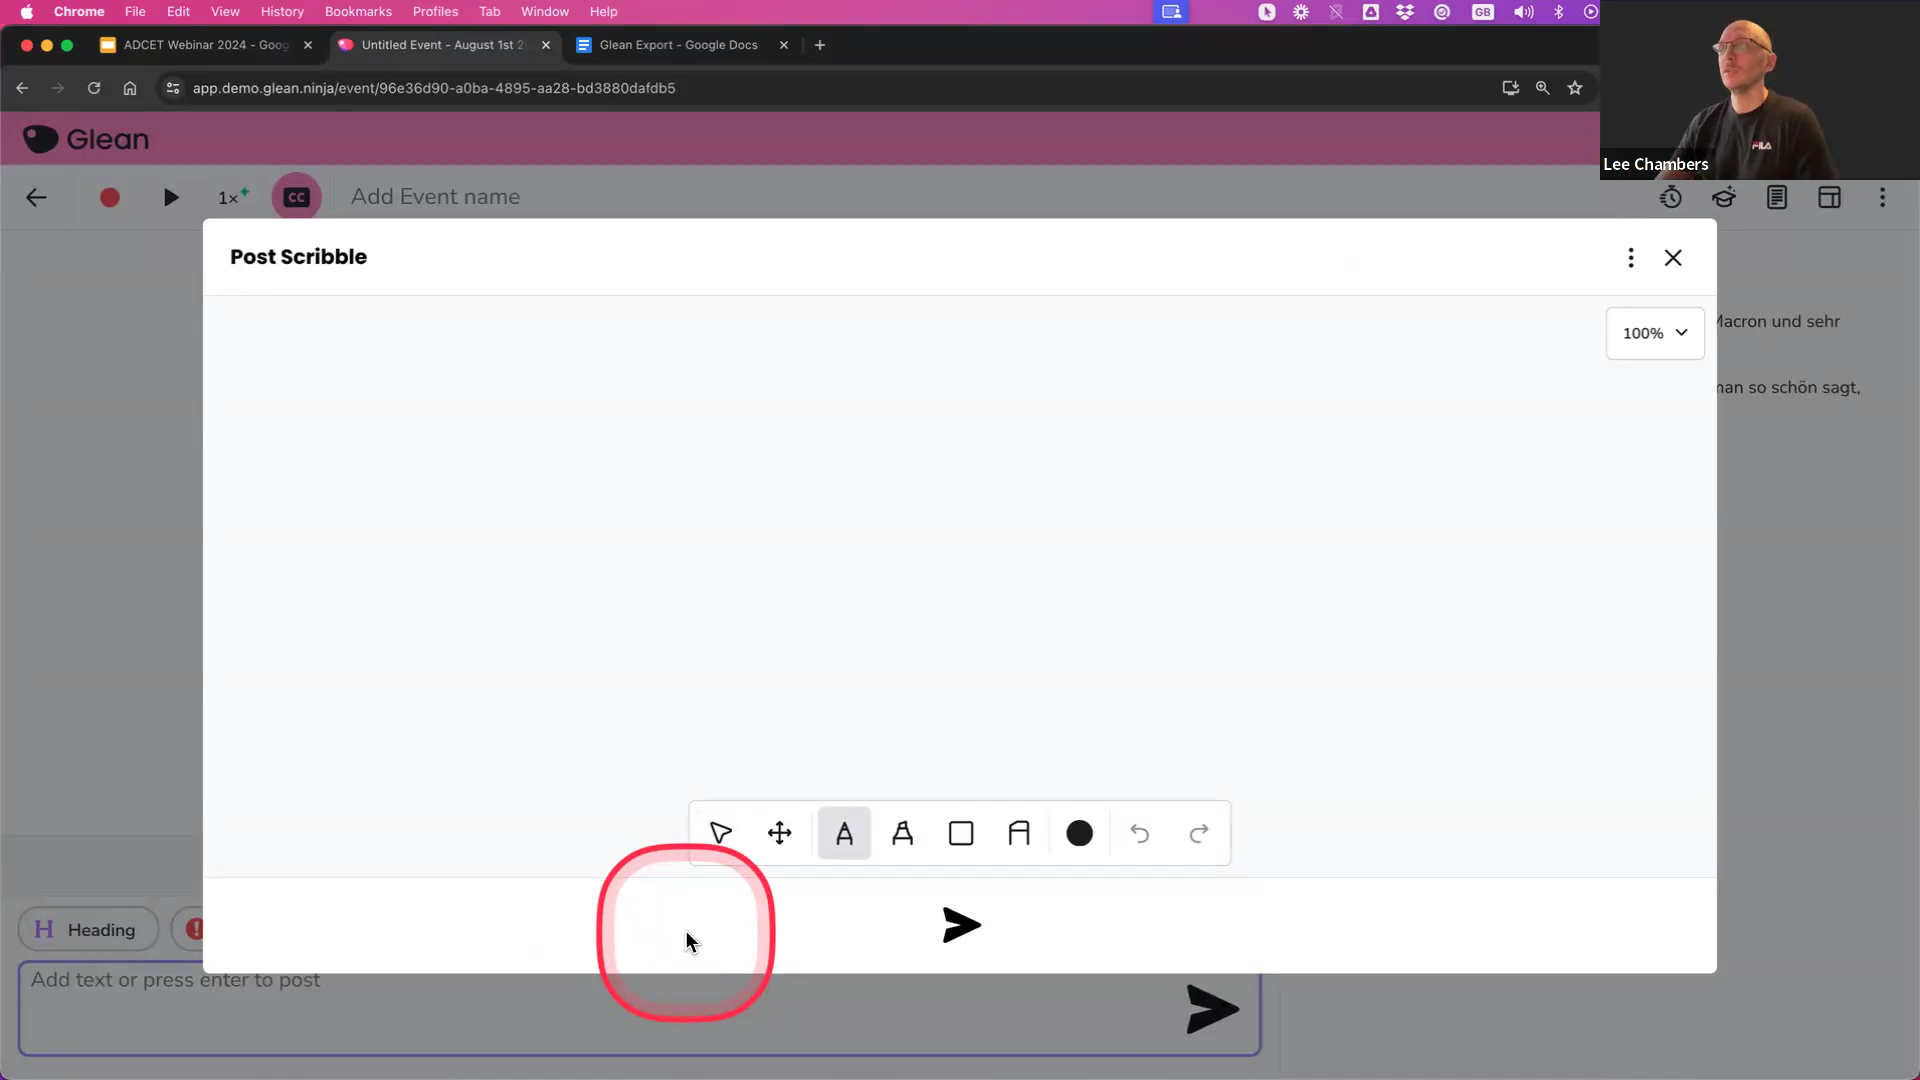 Chrome File Edit View History Bookmarks Profiles Tab Window Help GB
ADCET Webinar 2024 - Goog Untitled Event - August 1st 2 Glean Export - Google Docs
app.demo.glean.ninja/event/96e36d90-a0ba-4895-aa28-bd3880dafdb5
Glean
FILA
Lee Chambers
1× CC Add Event name
Post Scribble
100%
Macron und sehr
man so schön sagt,
H Heading
Add text or press enter to post